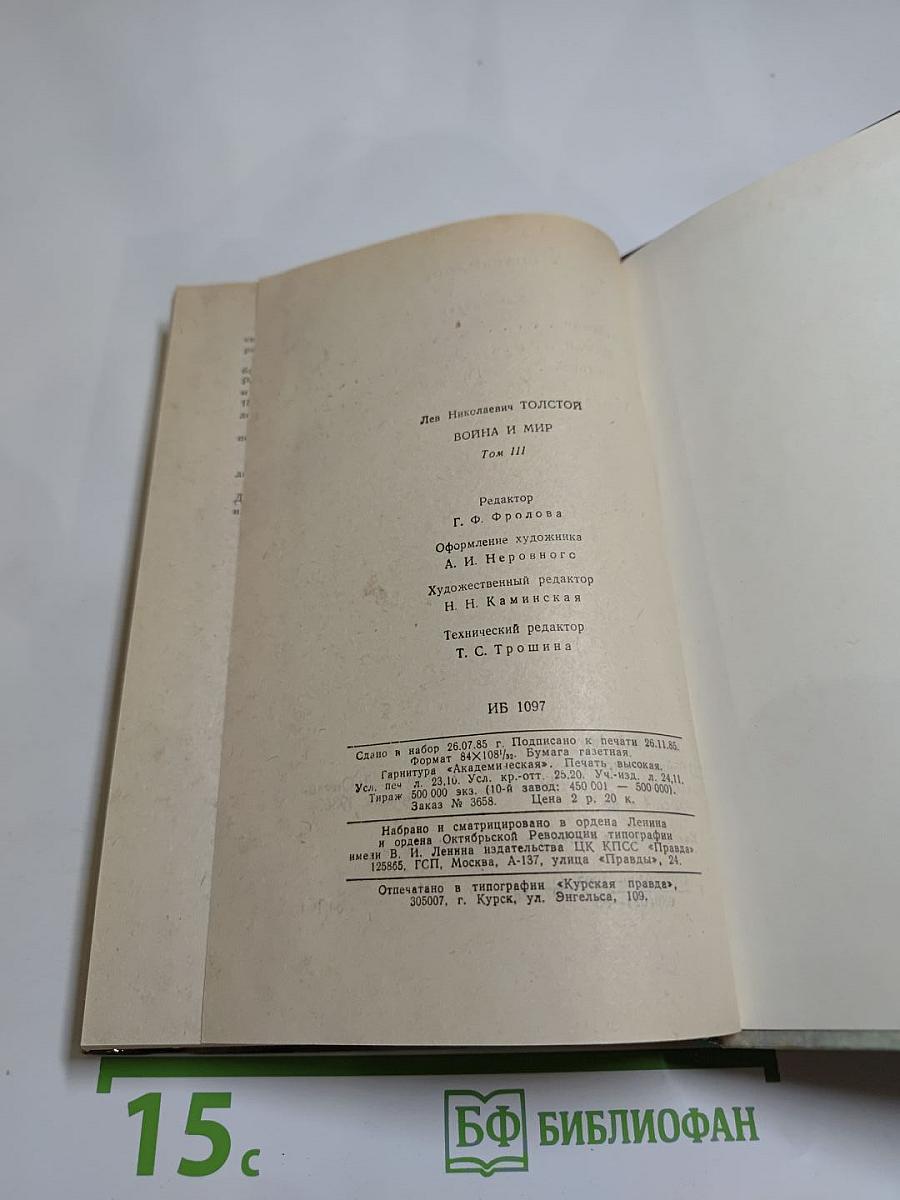 Лев Николаевич ТОЛСТОЙ
ВОЙНА И МИР
Том III
Редактор
Г. Ф. Фролова
Оформление художника
А. И. Неровного
Художественный редактор
Н. Н. Каминская
Технический редактор
Т. С. Трошина
ИБ 1097
Сдано в набор 26.07.85 г. Подписано к печати 26.11.85.
Формат 84×108¹/₃₂. Бумага газетная.
Гарнитура «Академическая». Печать высокая.
Усл. печ л. 23,10. Усл. кр.-отт. 25,20. Уч.-изд. л. 24,11.
Тираж 500 000 экз. (10-й завод: 450 001 — 500 000).
Заказ № 3658. Цена 2 р. 20 к.
Набрано и сматрицировано в ордена Ленина
и ордена Октябрьской Революции типографии
имени В. И. Ленина издательства ЦК КПСС «Правда».
125865, ГСП, Москва, А-137, улица «Правды», 24.
Отпечатано в типографии «Курская правда»,
305007, г. Курск, ул. Энгельса, 109.
15 с
БФ БИБЛИОФАН